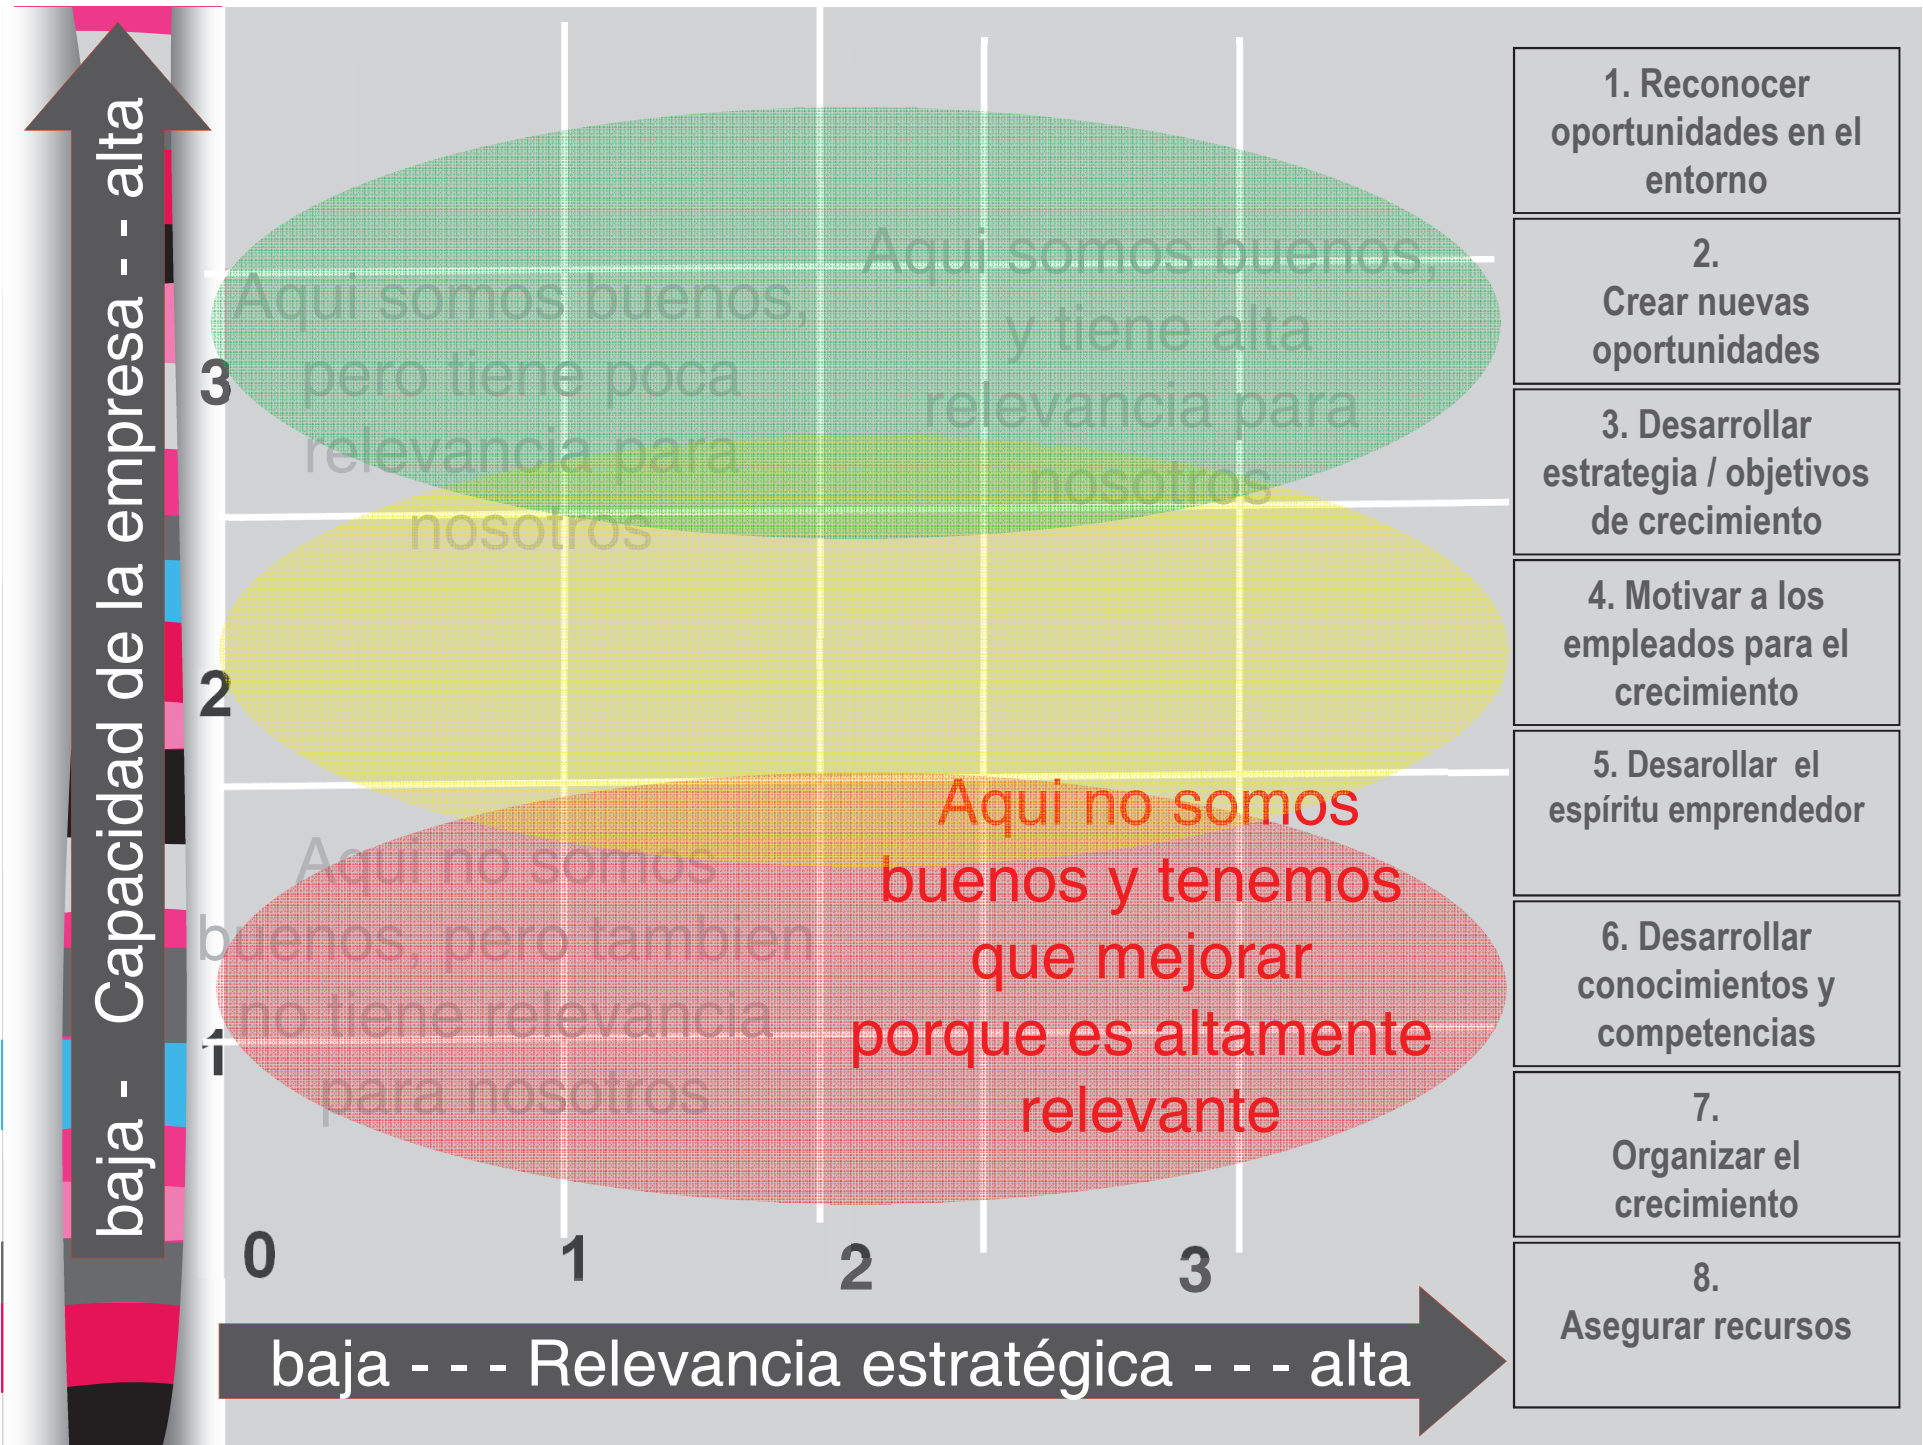 baja - Capacidad de la empresa - - alta
Aqui somos buenos,
pero tiene poca
relevancia para
nosotros
Aqui somos buenos,
y tiene alta
relevancia para
nosotros
Aqui no somos
buenos, pero tambien
no tiene relevancia
para nosotros
Aqui no somos
buenos y tenemos
que mejorar
porque es altamente
relevante
3
2
1
0
1
2
3
baja - - - Relevancia estratégica - - - alta
1. Reconocer
oportunidades en el
entorno
2.
Crear nuevas
oportunidades
3. Desarrollar
estrategia / objetivos
de crecimiento
4. Motivar a los
empleados para el
crecimiento
5. Desarollar el
espíritu emprendedor
6. Desarrollar
conocimientos y
competencias
7.
Organizar el
crecimiento
8.
Asegurar recursos